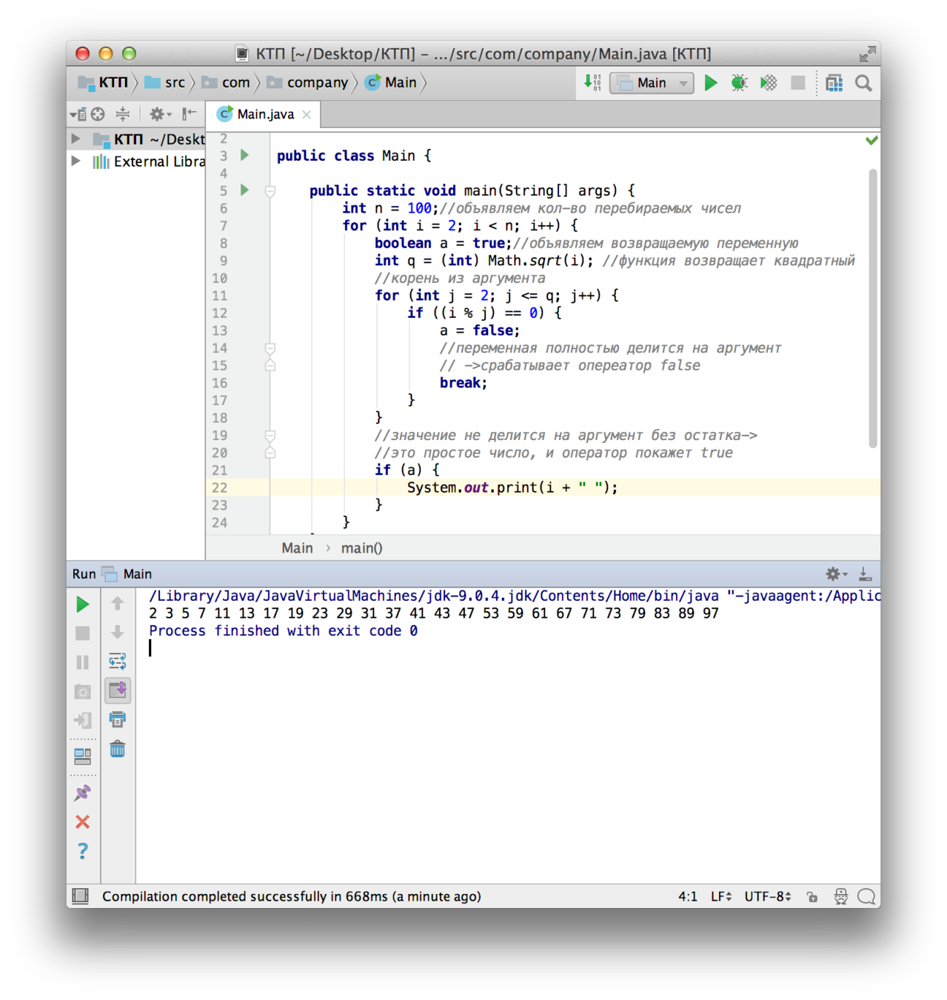 КТП [~/Desktop/КТП] – .../src/com/company/Main.java [КТП]
КТП src com company Main
Main
Main.java
КТП ~/Deskt
External Libra
2
3 public class Main {
4
5 public static void main(String[] args) {
6 int n = 100;//объявляем кол-во перебираемых чисел
7 for (int i = 2; i < n; i++) {
8 boolean a = true;//объявляем возвращаемую переменную
9 int q = (int) Math.sqrt(i); //функция возвращает квадратный
10 //корень из аргумента
11 for (int j = 2; j <= q; j++) {
12 if ((i % j) == 0) {
13 a = false;
14 //переменная полностью делится на аргумент
15 // ->срабатывает опереатор false
16 break;
17 }
18 }
19 //значение не делится на аргумент без остатка->
20 //это простое число, и оператор покажет true
21 if (a) {
22 System.out.print(i + " ");
23 }
24 }
Main › main()
Run Main
/Library/Java/JavaVirtualMachines/jdk-9.0.4.jdk/Contents/Home/bin/java "-javaagent:/Applic
2 3 5 7 11 13 17 19 23 29 31 37 41 43 47 53 59 61 67 71 73 79 83 89 97
Process finished with exit code 0
Compilation completed successfully in 668ms (a minute ago) 4:1 LF UTF-8